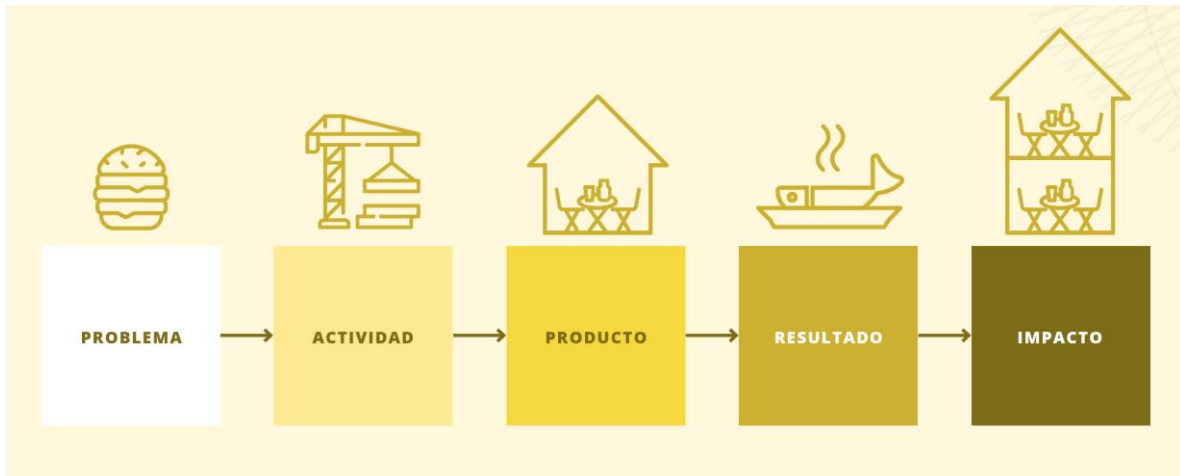 PROBLEMA
ACTIVIDAD
PRODUCTO
RESULTADO
IMPACTO